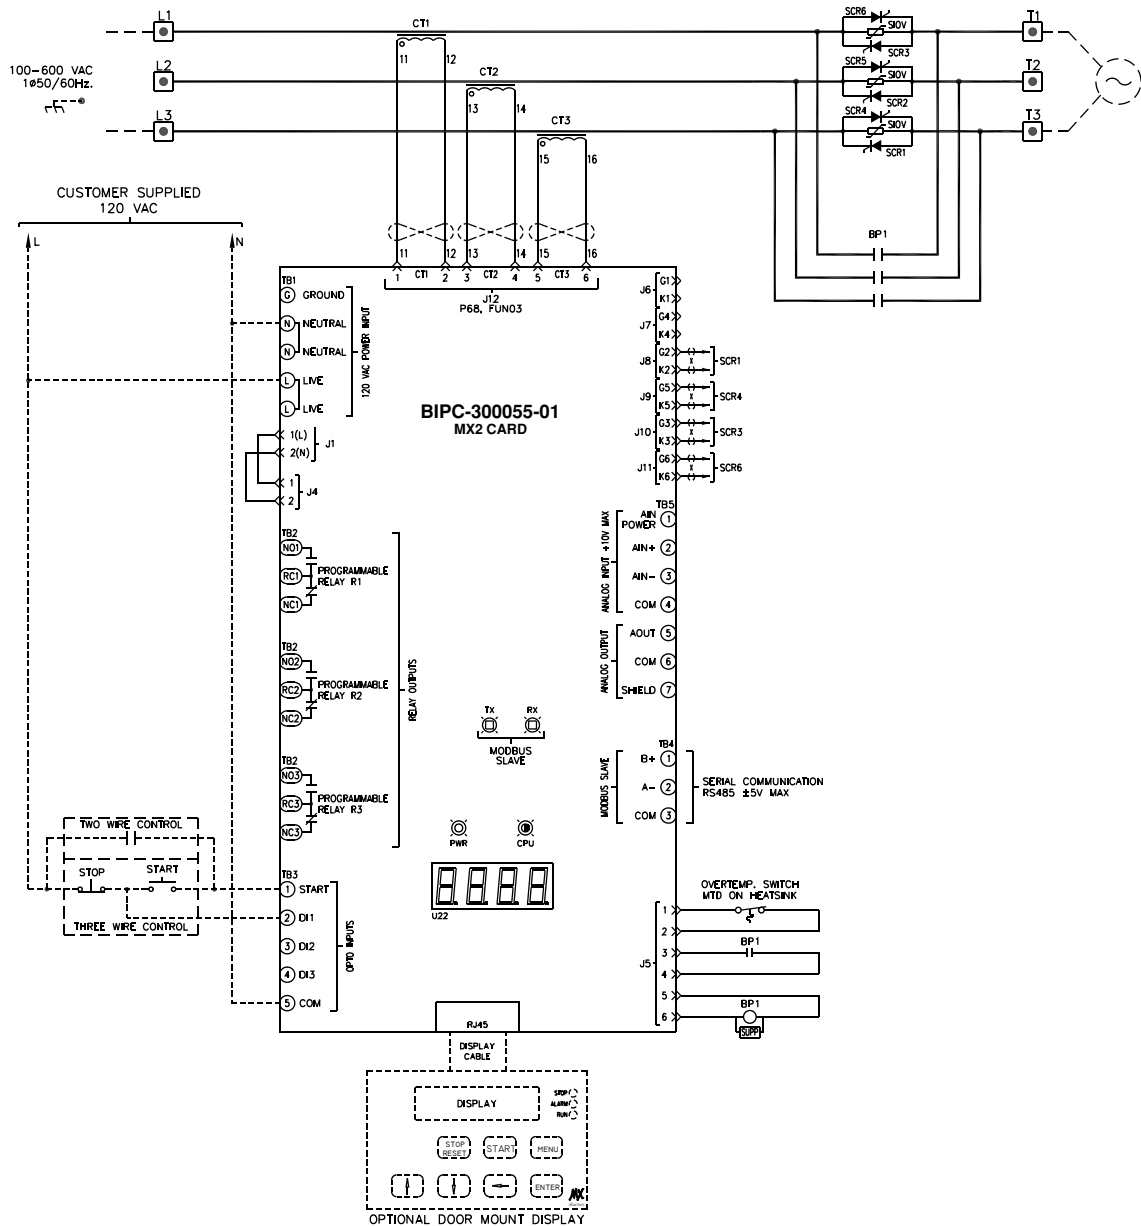 L1
CT1
SCR6
SIOV
SCR3
T1
11
12
100–600 VAC
1ø50/60Hz.
L2
CT2
SCR5
SIOV
SCR2
T2
13
14
L3
CT3
SCR4
SIOV
SCR1
T3
15
16
CUSTOMER SUPPLIED
120 VAC
L
N
BP1
11
12
13
14
15
16
1
CT1
2
3
CT2
4
5
CT3
6
J12
P68, FUN03
TB1
G GROUND
N NEUTRAL
N NEUTRAL
L LIVE
L LIVE
120 VAC POWER INPUT
1(L)
2(N)
J1
1
2
J4
BIPC-300055-01
MX2 CARD
J6
G1
K1
J7
G4
K4
J8
G2
K2
X
SCR1
J9
G5
K5
X
SCR4
J10
G3
K3
X
SCR3
J11
G6
K6
X
SCR6
TB2
NO1
RC1
NC1
PROGRAMMABLE
RELAY R1
TB2
NO2
RC2
NC2
PROGRAMMABLE
RELAY R2
TB2
NO3
RC3
NC3
PROGRAMMABLE
RELAY R3
RELAY OUTPUTS
TB5
AIN
POWER 1
AIN+ 2
AIN– 3
COM 4
ANALOG INPUT +10V MAX
AOUT 5
COM 6
SHIELD 7
ANALOG OUTPUT
TX
RX
MODBUS
SLAVE
TB4
B+ 1
A– 2
COM 3
MODBUS SLAVE
SERIAL COMMUNICATION
RS485 ±5V MAX
PWR
CPU
8.8.8.8.
U22
TWO WIRE CONTROL
STOP
START
THREE WIRE CONTROL
TB3
1 START
2 DI1
3 DI2
4 DI3
5 COM
OPTO INPUTS
OVERTEMP. SWITCH
MTD ON HEATSINK
J5
1
2
3
BP1
4
5
6
BP1
SUPP
RJ45
DISPLAY
CABLE
DISPLAY
STOP
ALARM
RUN
STOP
RESET
START
MENU
ENTER
MX
OPTIONAL DOOR MOUNT DISPLAY